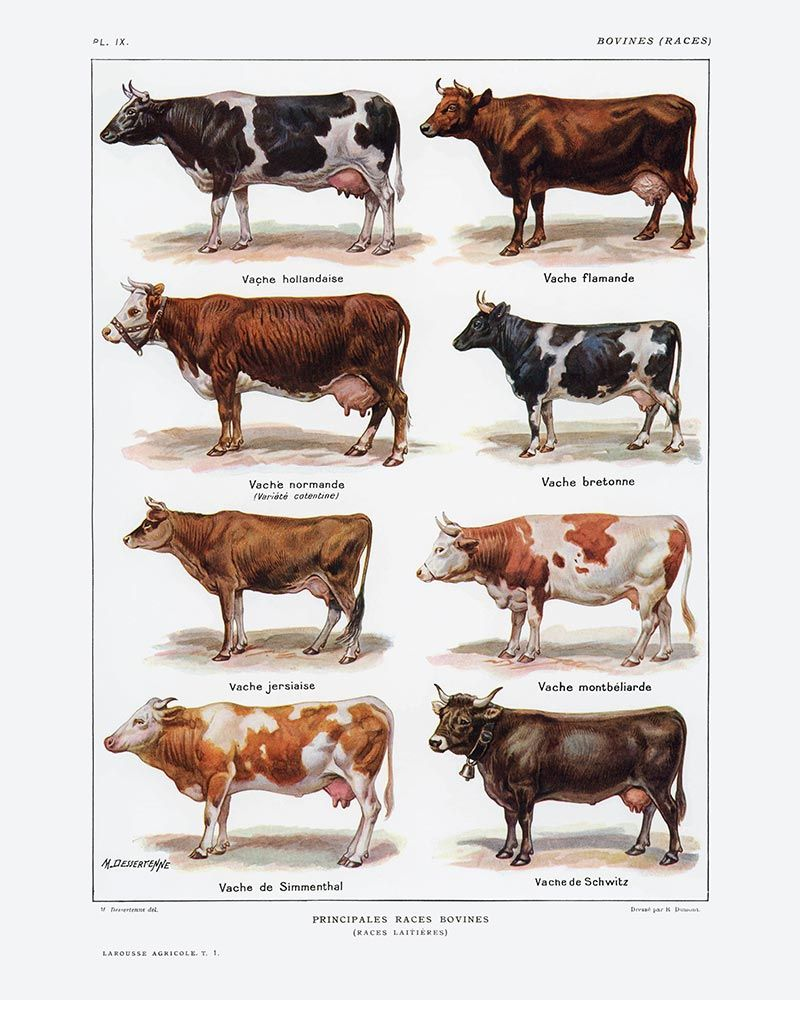 PL. IX.
BOVINES (RACES)
Vache hollandaise
Vache flamande
Vache normande
(Variété cotentine)
Vache bretonne
Vache jersiaise
Vache montbéliarde
M. DESSERTENNE
Vache de Simmenthal
Vache de Schwitz
M. Dessertenne del.
Dressé par R. Dumont.
PRINCIPALES RACES BOVINES
(RACES LAITIÈRES)
LAROUSSE AGRICOLE. T. 1.